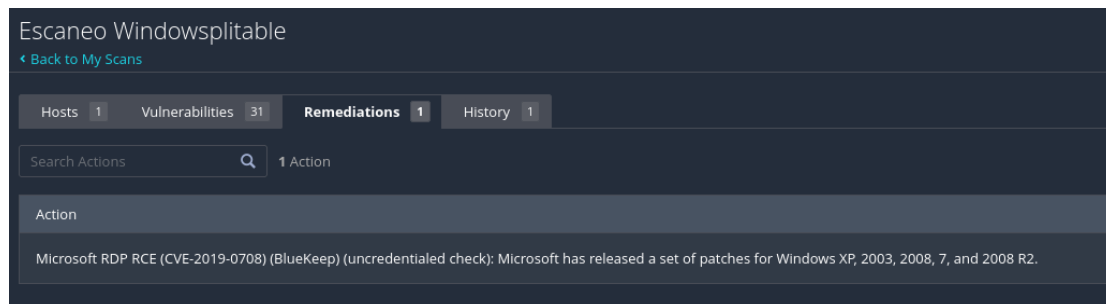 Escaneo Windowsplitable
‹ Back to My Scans
Hosts 1 Vulnerabilities 31 Remediations 1 History 1
Search Actions 1 Action
Action
Microsoft RDP RCE (CVE-2019-0708) (BlueKeep) (uncredentialed check): Microsoft has released a set of patches for Windows XP, 2003, 2008, 7, and 2008 R2.